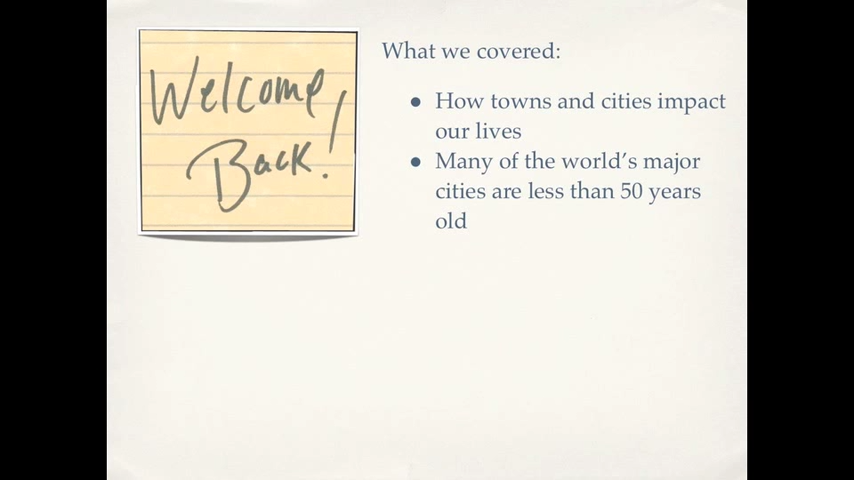 Welcome
Back!
What we covered:
● How towns and cities impact
our lives
● Many of the world's major
cities are less than 50 years
old